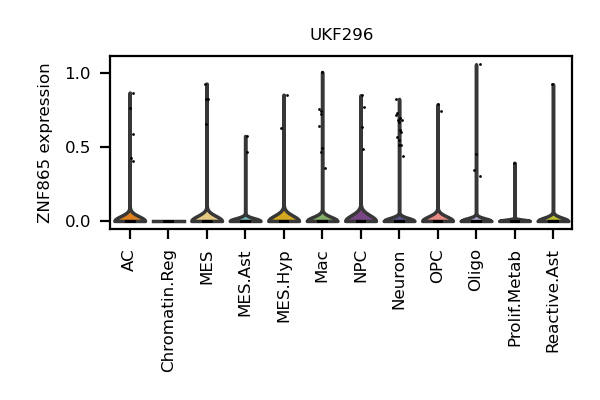 UKF296
ZNF865 expression
1.0
0.5
0.0
AC
Chromatin.Reg
MES
MES.Ast
MES.Hyp
Mac
NPC
Neuron
OPC
Oligo
Prolif.Metab
Reactive.Ast